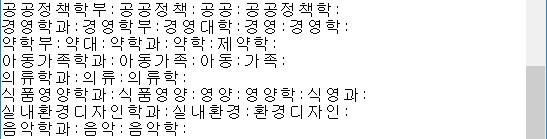 공공정책학부:공공정책:공공:공공정책학:
경영학과:경영학부:경영대학:경영:경영학:
약학부:약대:약학과:약학:제약학:
아동가족학과:아동가족:아동:가족:
의류학과:의류:의류학:
식품영양학과:식품영양:영양:영양학:식영과:
실내환경디자인학과:실내환경:환경디자인:
음악학과:음악:음악학: